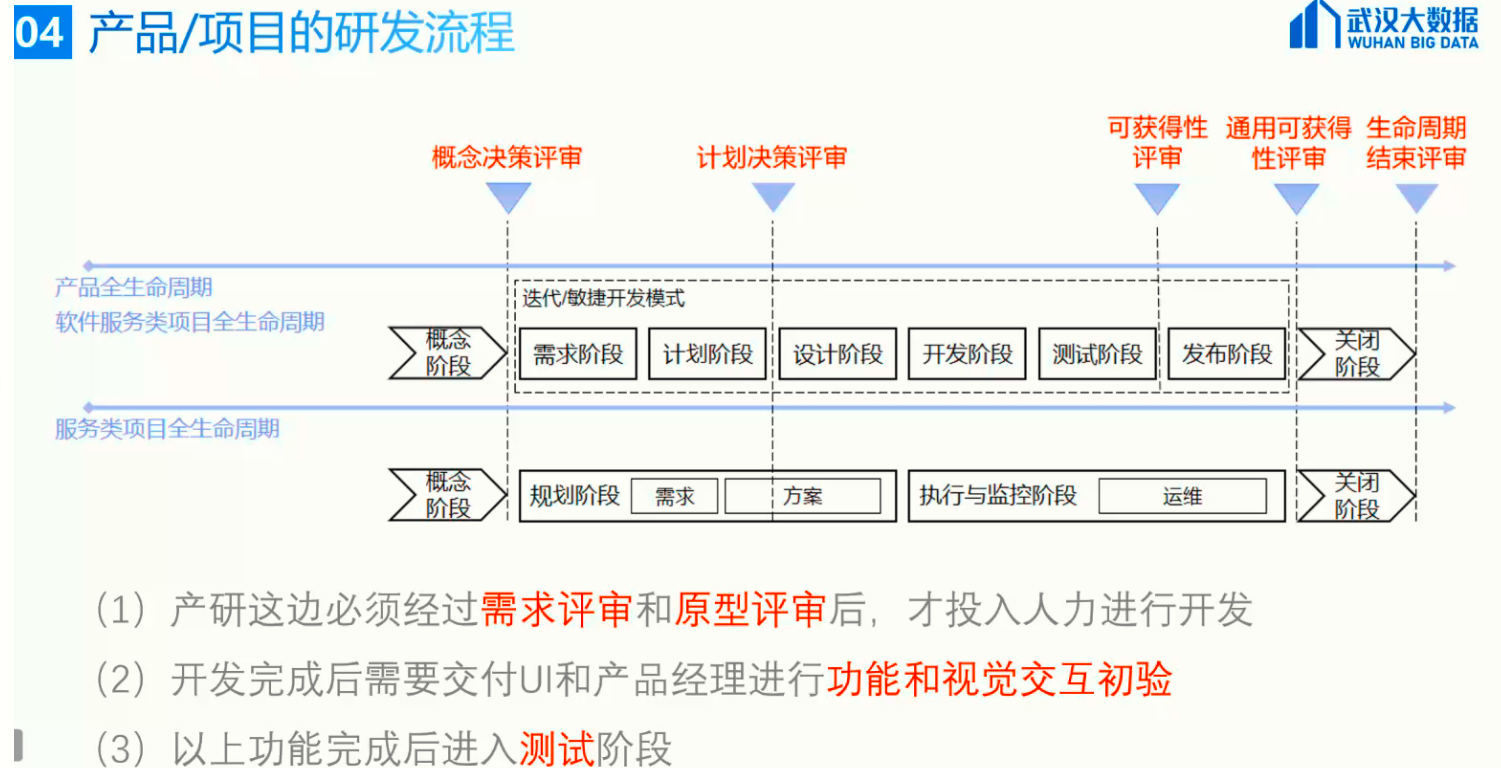 04 产品/项目的研发流程
武汉大数据
WUHAN BIG DATA
概念决策评审
计划决策评审
可获得性
评审
通用可获得
性评审
生命周期
结束评审
产品全生命周期
软件服务类项目全生命周期
迭代/敏捷开发模式
概念
阶段
需求阶段
计划阶段
设计阶段
开发阶段
测试阶段
发布阶段
关闭
阶段
服务类项目全生命周期
概念
阶段
规划阶段
需求
方案
执行与监控阶段
运维
关闭
阶段
（1）产研这边必须经过需求评审和原型评审后，才投入人力进行开发
（2）开发完成后需要交付UI和产品经理进行功能和视觉交互初验
（3）以上功能完成后进入测试阶段